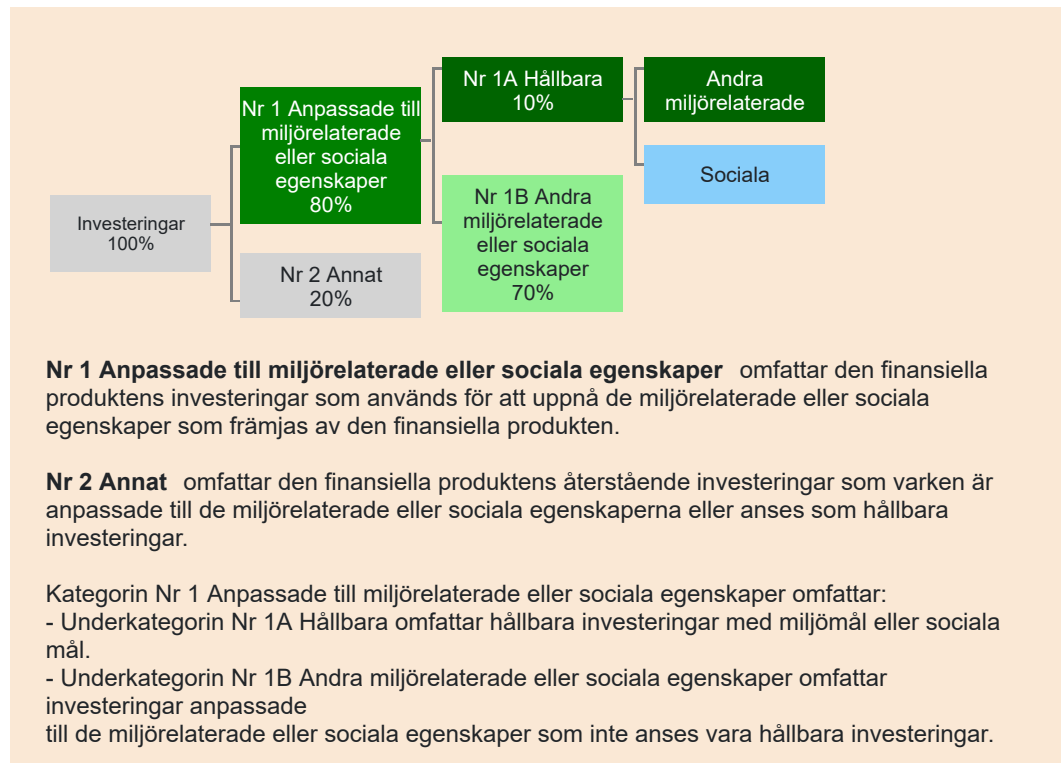 Nr 1A Hållbara
10%
Andra
miljörelaterade
Nr 1 Anpassade till
miljörelaterade
eller sociala
egenskaper
80%
Sociala
Nr 1B Andra
miljörelaterade
eller sociala
egenskaper
70%
Investeringar
100%
Nr 2 Annat
20%
Nr 1 Anpassade till miljörelaterade eller sociala egenskaper omfattar den finansiella
produktens investeringar som används för att uppnå de miljörelaterade eller sociala
egenskaper som främjas av den finansiella produkten.
Nr 2 Annat omfattar den finansiella produktens återstående investeringar som varken är
anpassade till de miljörelaterade eller sociala egenskaperna eller anses som hållbara
investeringar.
Kategorin Nr 1 Anpassade till miljörelaterade eller sociala egenskaper omfattar:
- Underkategorin Nr 1A Hållbara omfattar hållbara investeringar med miljömål eller sociala
mål.
- Underkategorin Nr 1B Andra miljörelaterade eller sociala egenskaper omfattar
investeringar anpassade
till de miljörelaterade eller sociala egenskaper som inte anses vara hållbara investeringar.